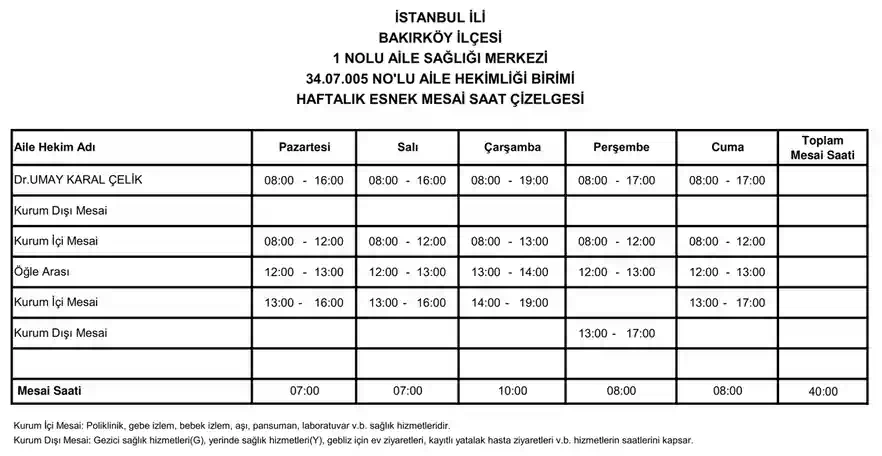 İSTANBUL İLİ
BAKIRKÖY İLÇESİ
1 NOLU AİLE SAĞLIĞI MERKEZİ
34.07.005 NO'LU AİLE HEKİMLİĞİ BİRİMİ
HAFTALIK ESNEK MESAİ SAAT ÇİZELGESİ
Aile Hekim Adı Pazartesi Salı Çarşamba Perşembe Cuma Toplam Mesai Saati
Dr.UMAY KARAL ÇELİK 08:00 - 16:00 08:00 - 16:00 08:00 - 19:00 08:00 - 17:00 08:00 - 17:00
Kurum Dışı Mesai
Kurum İçi Mesai 08:00 - 12:00 08:00 - 12:00 08:00 - 13:00 08:00 - 12:00 08:00 - 12:00
Öğle Arası 12:00 - 13:00 12:00 - 13:00 13:00 - 14:00 12:00 - 13:00 12:00 - 13:00
Kurum İçi Mesai 13:00 - 16:00 13:00 - 16:00 14:00 - 19:00 13:00 - 17:00
Kurum Dışı Mesai 13:00 - 17:00
Mesai Saati 07:00 07:00 10:00 08:00 08:00 40:00
Kurum İçi Mesai: Poliklinik, gebe izlem, bebek izlem, aşı, pansuman, laboratuvar v.b. sağlık hizmetleridir.
Kurum Dışı Mesai: Gezici sağlık hizmetleri(G), yerinde sağlık hizmetleri(Y), gebliz için ev ziyaretleri, kayıtlı yatalak hasta ziyaretleri v.b. hizmetlerin saatlerini kapsar.